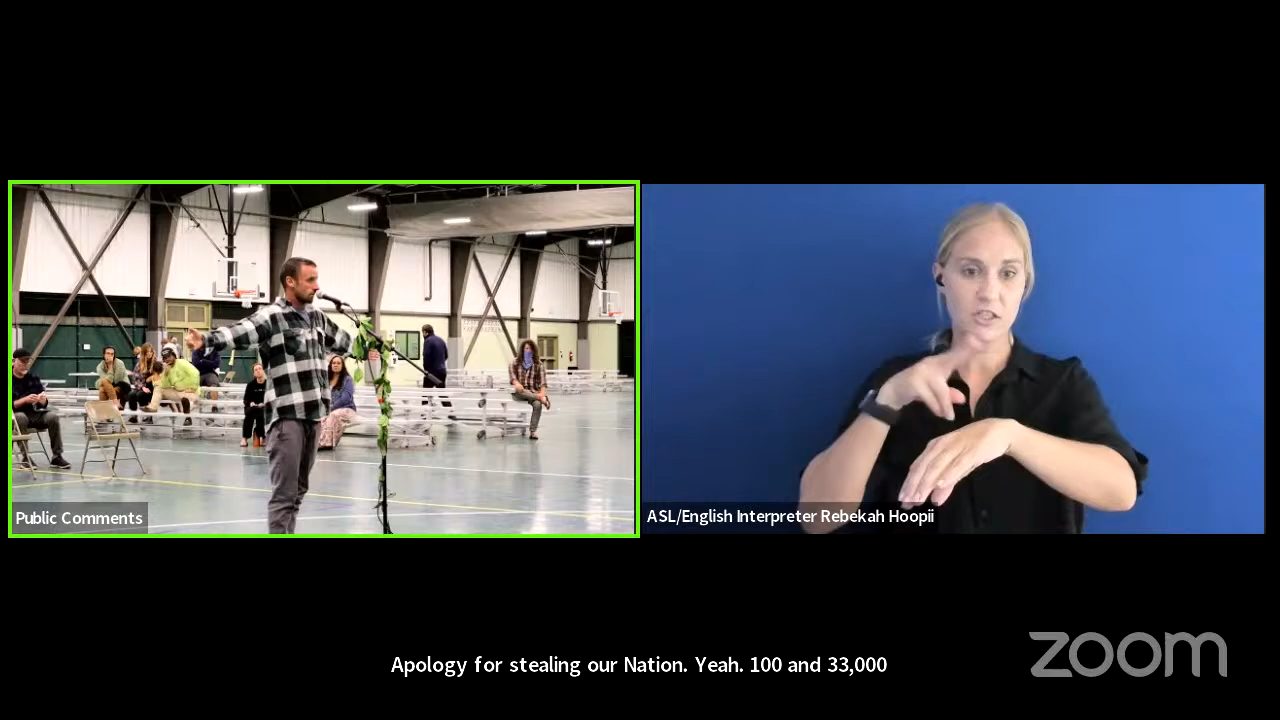 Public Comments
ASL/English Interpreter Rebekah Hoopii
Apology for stealing our Nation. Yeah. 100 and 33,000
zoom